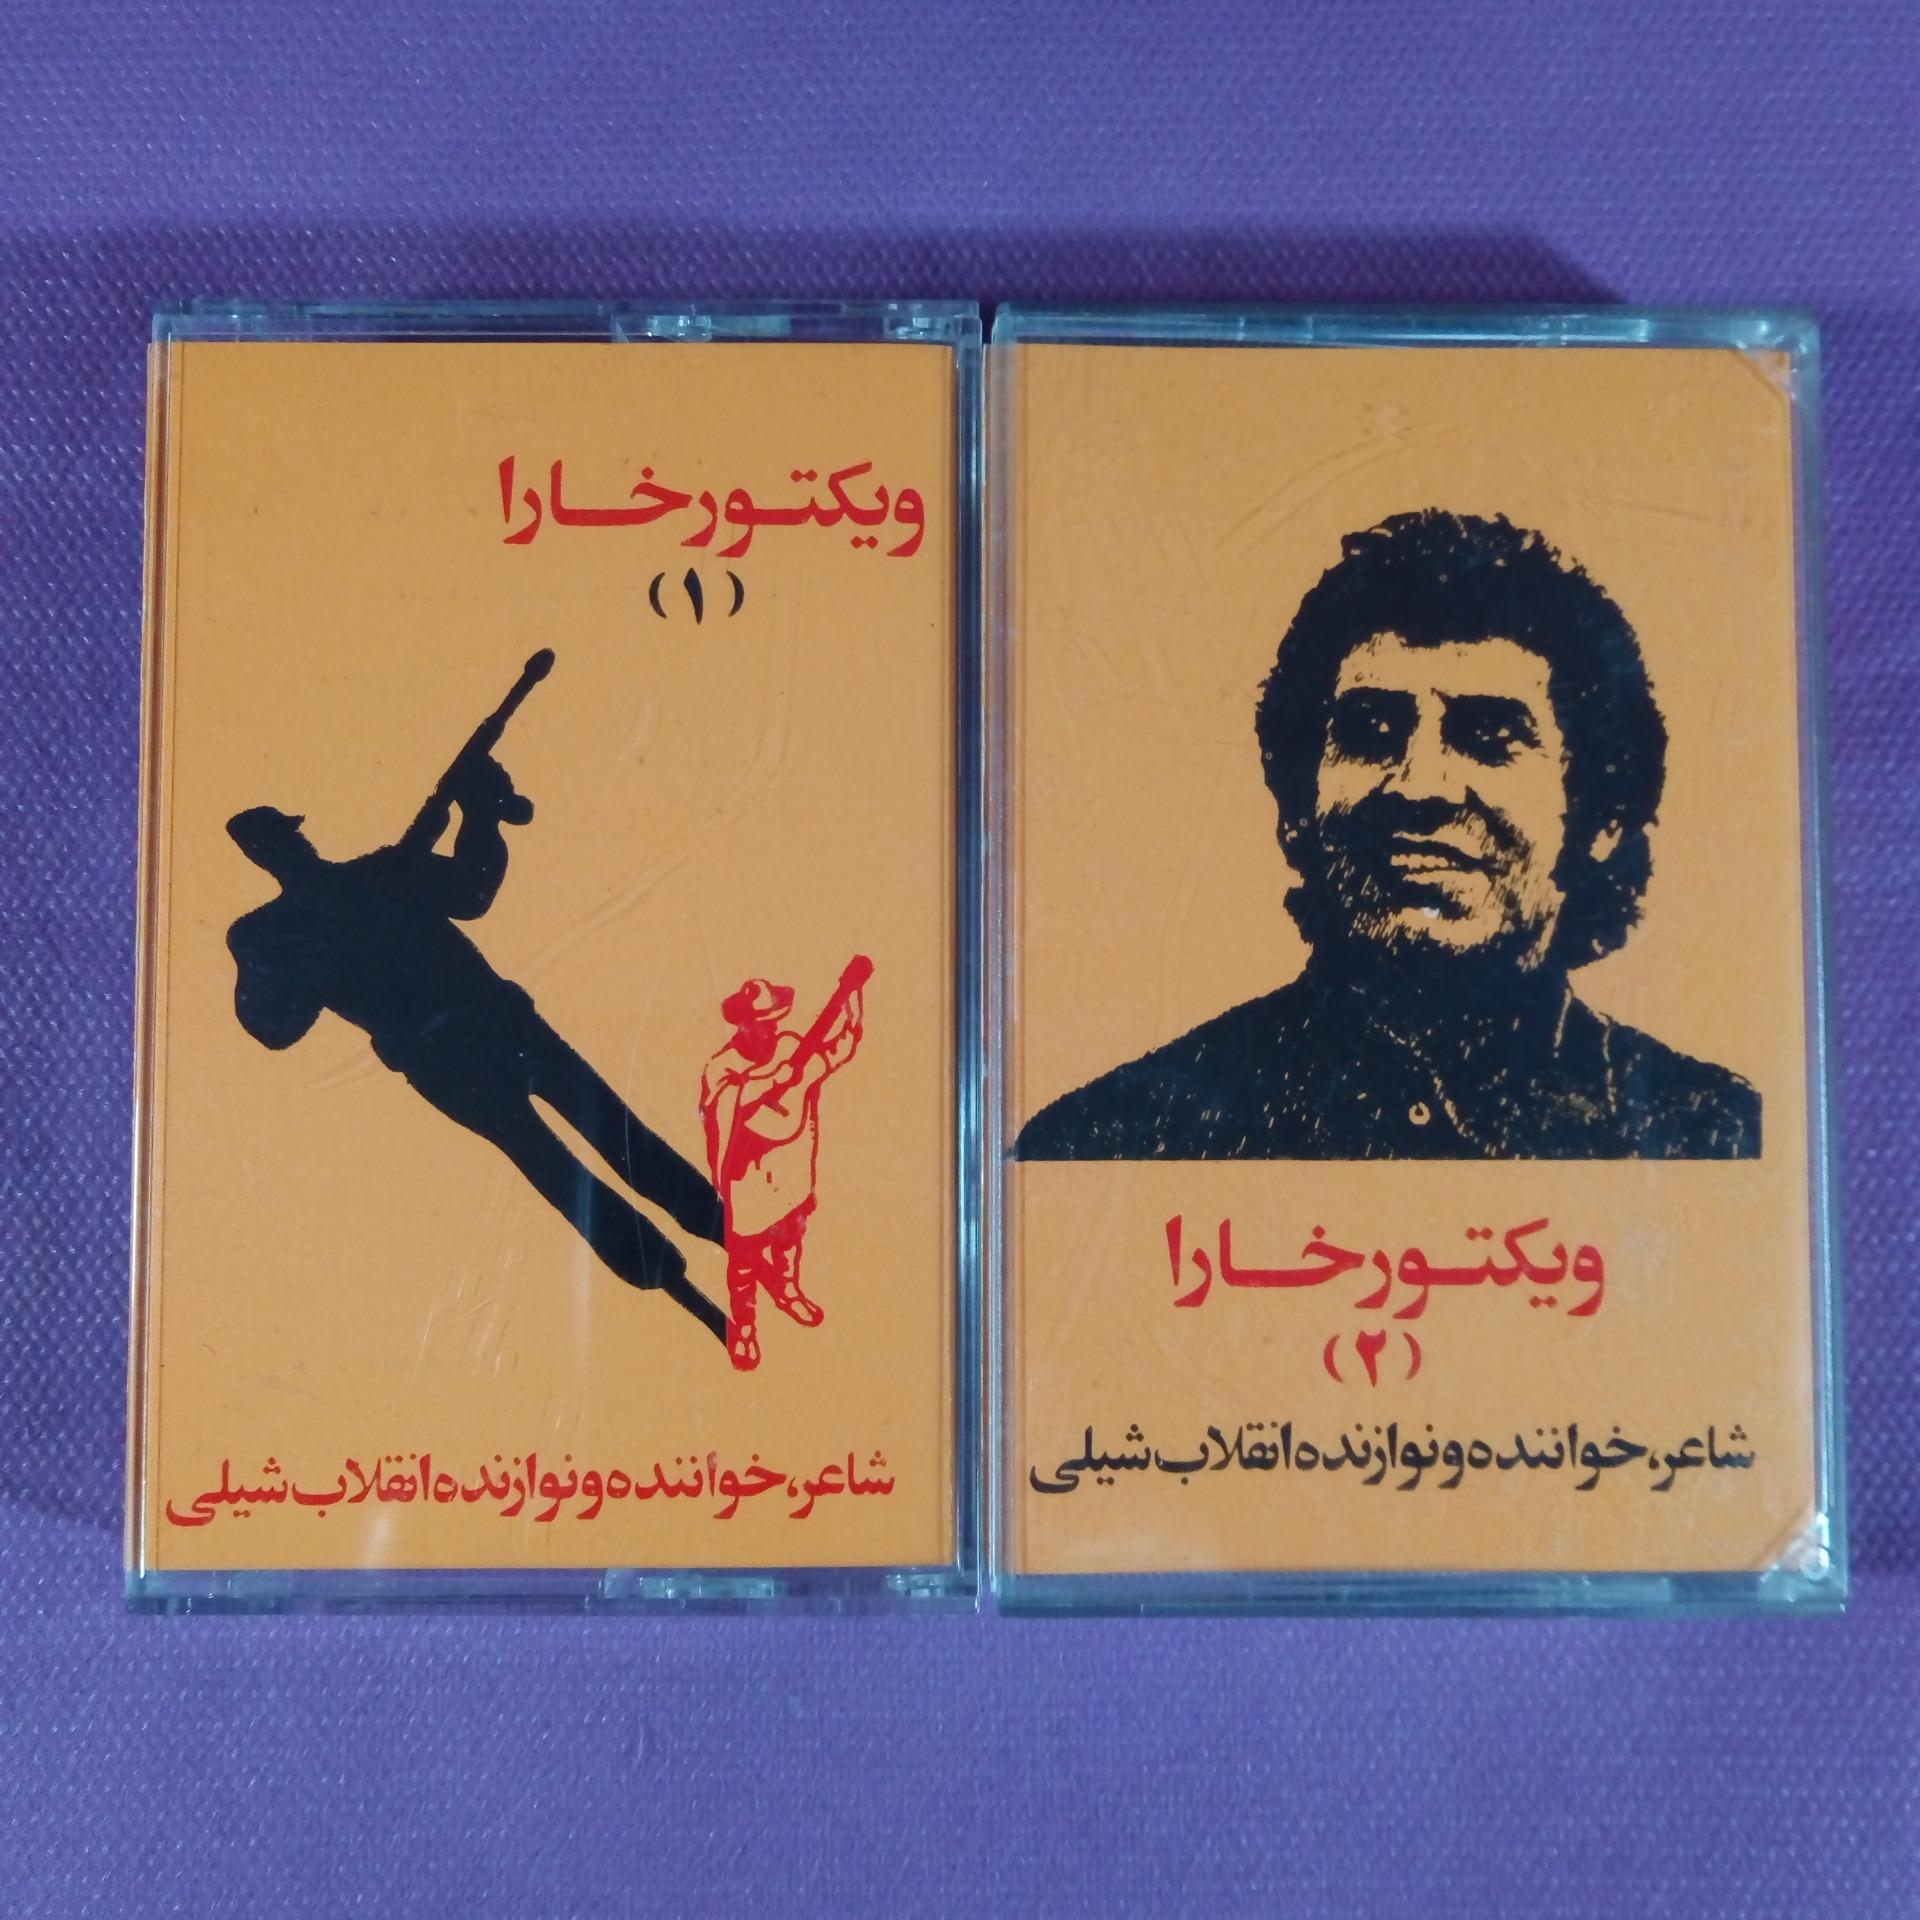 ویکتور خارا
(۱)
شاعر، خواننده و نوازنده انقلاب شیلی
ویکتور خارا
(۲)
شاعر، خواننده و نوازنده انقلاب شیلی